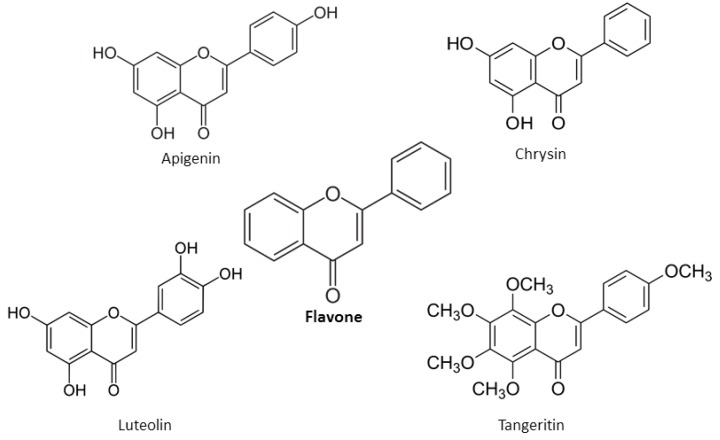 OH
HO
O
OH
O
Apigenin
HO
O
OH
O
Chrysin
O
O
Flavone
OH
OH
HO
O
OH
O
Luteolin
OCH3
OCH3
CH3O
O
CH3O
CH3O
O
Tangeritin